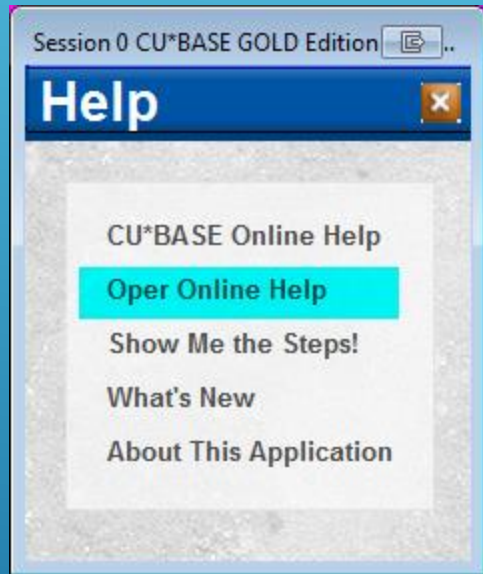 Session 0 CU*BASE GOLD Edition ..
Help
CU*BASE Online Help
Oper Online Help
Show Me the Steps!
What's New
About This Application